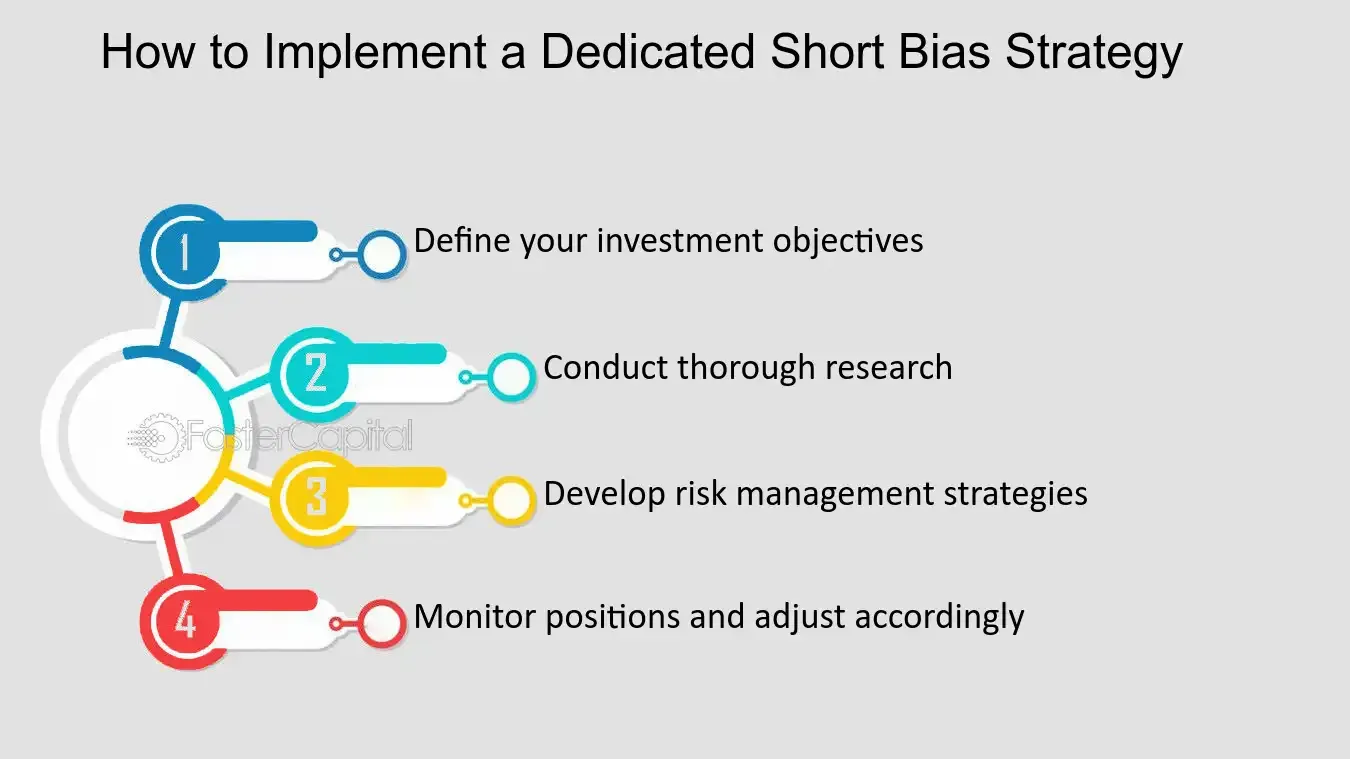 How to Implement a Dedicated Short Bias Strategy
1
Define your investment objectives
2
Conduct thorough research
FasterCapital
3
Develop risk management strategies
4
Monitor positions and adjust accordingly